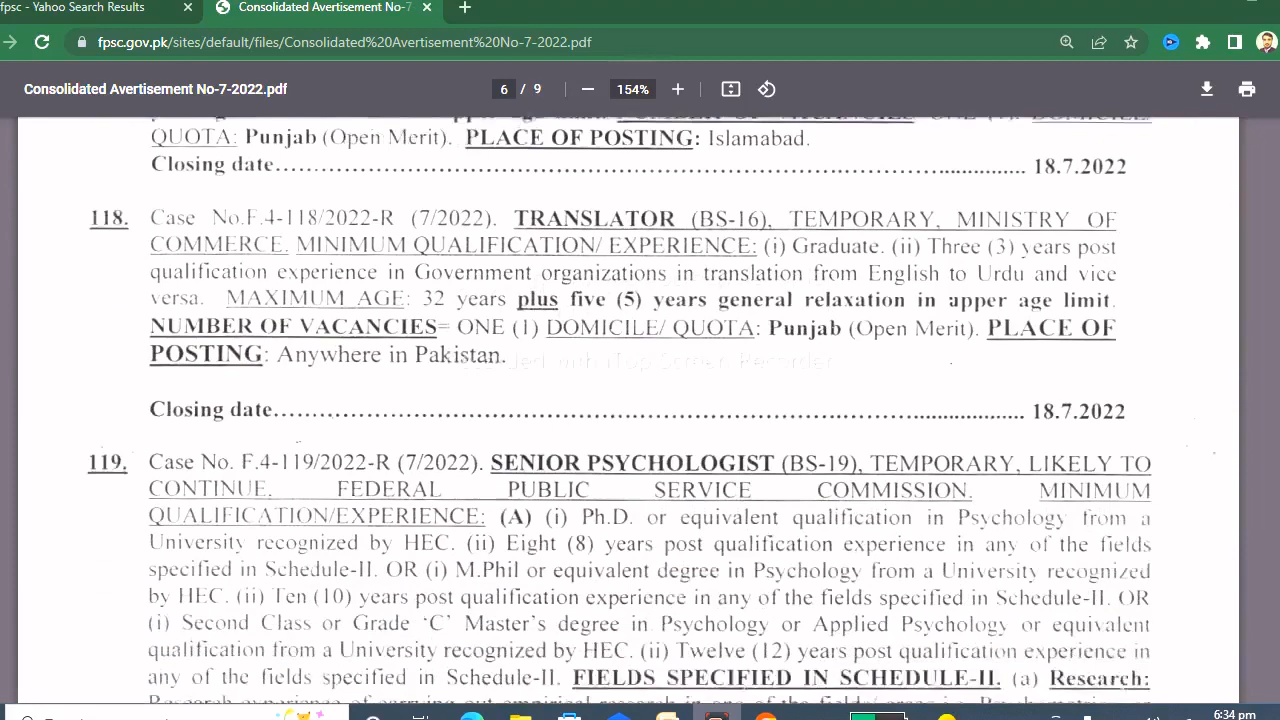 fpsc - Yahoo Search Results
Consolidated Avertisement No-7
fpsc.gov.pk/sites/default/files/Consolidated%20Avertisement%20No-7-2022.pdf
Consolidated Avertisement No-7-2022.pdf
6 / 9
154%
QUOTA: Punjab (Open Merit). PLACE OF POSTING: Islamabad.
Closing date.......................................................................................................... 18.7.2022
118. Case No.F.4-118/2022-R (7/2022). TRANSLATOR (BS-16), TEMPORARY, MINISTRY OF
COMMERCE. MINIMUM QUALIFICATION/ EXPERIENCE: (i) Graduate. (ii) Three (3) years post
qualification experience in Government organizations in translation from English to Urdu and vice
versa. MAXIMUM AGE: 32 years plus five (5) years general relaxation in apper age limit.
NUMBER OF VACANCIES= ONE (1) DOMICILE/ QUOTA: Punjab (Open Merit). PLACE OF
POSTING: Anywhere in Pakistan.
with iTop Screen Recorder
Closing date.......................................................................................................... 18.7.2022
119. Case No. F.4-119/2022-R (7/2022). SENIOR PSYCHOLOGIST (BS-19), TEMPORARY, LIKELY TO
CONTINUE, FEDERAL PUBLIC SERVICE COMMISSION. MINIMUM
QUALIFICATION/EXPERIENCE: (A) (i) Ph.D. or equivalent qualification in Psychology from a
University recognized by HEC. (ii) Eight (8) years post qualification experience in any of the fields
specified in Schedule-II. OR (i) M.Phil or equivalent degree in Psychology from a University recognized
by HEC. (ii) Ten (10) years post qualification experience in any of the fields specified in Schedule-II. OR
(i) Second Class or Grade ‘C’ Master's degree in Psychology or Applied Psychology or equivalent
qualification from a University recognized by HEC. (ii) Twelve (12) years post qualification experience in
any of the fields specified in Schedule-II. FIELDS SPECIFIED IN SCHEDULE-II. (a) Research:
6:34 pm